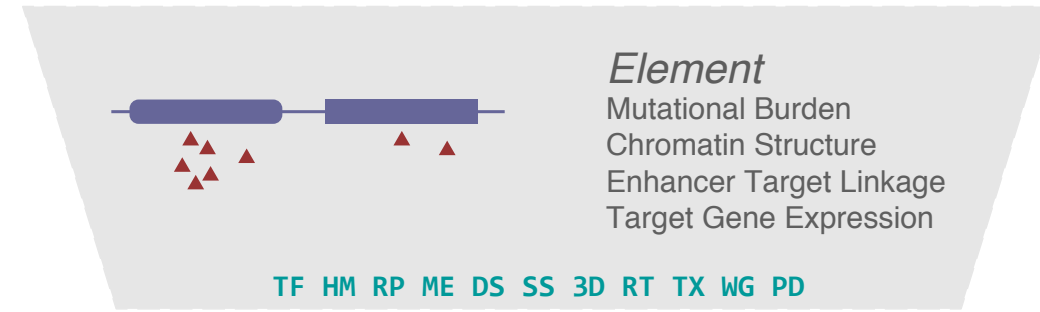 Element
Mutational Burden
Chromatin Structure
Enhancer Target Linkage
Target Gene Expression
TF HM RP ME DS SS 3D RT TX WG PD